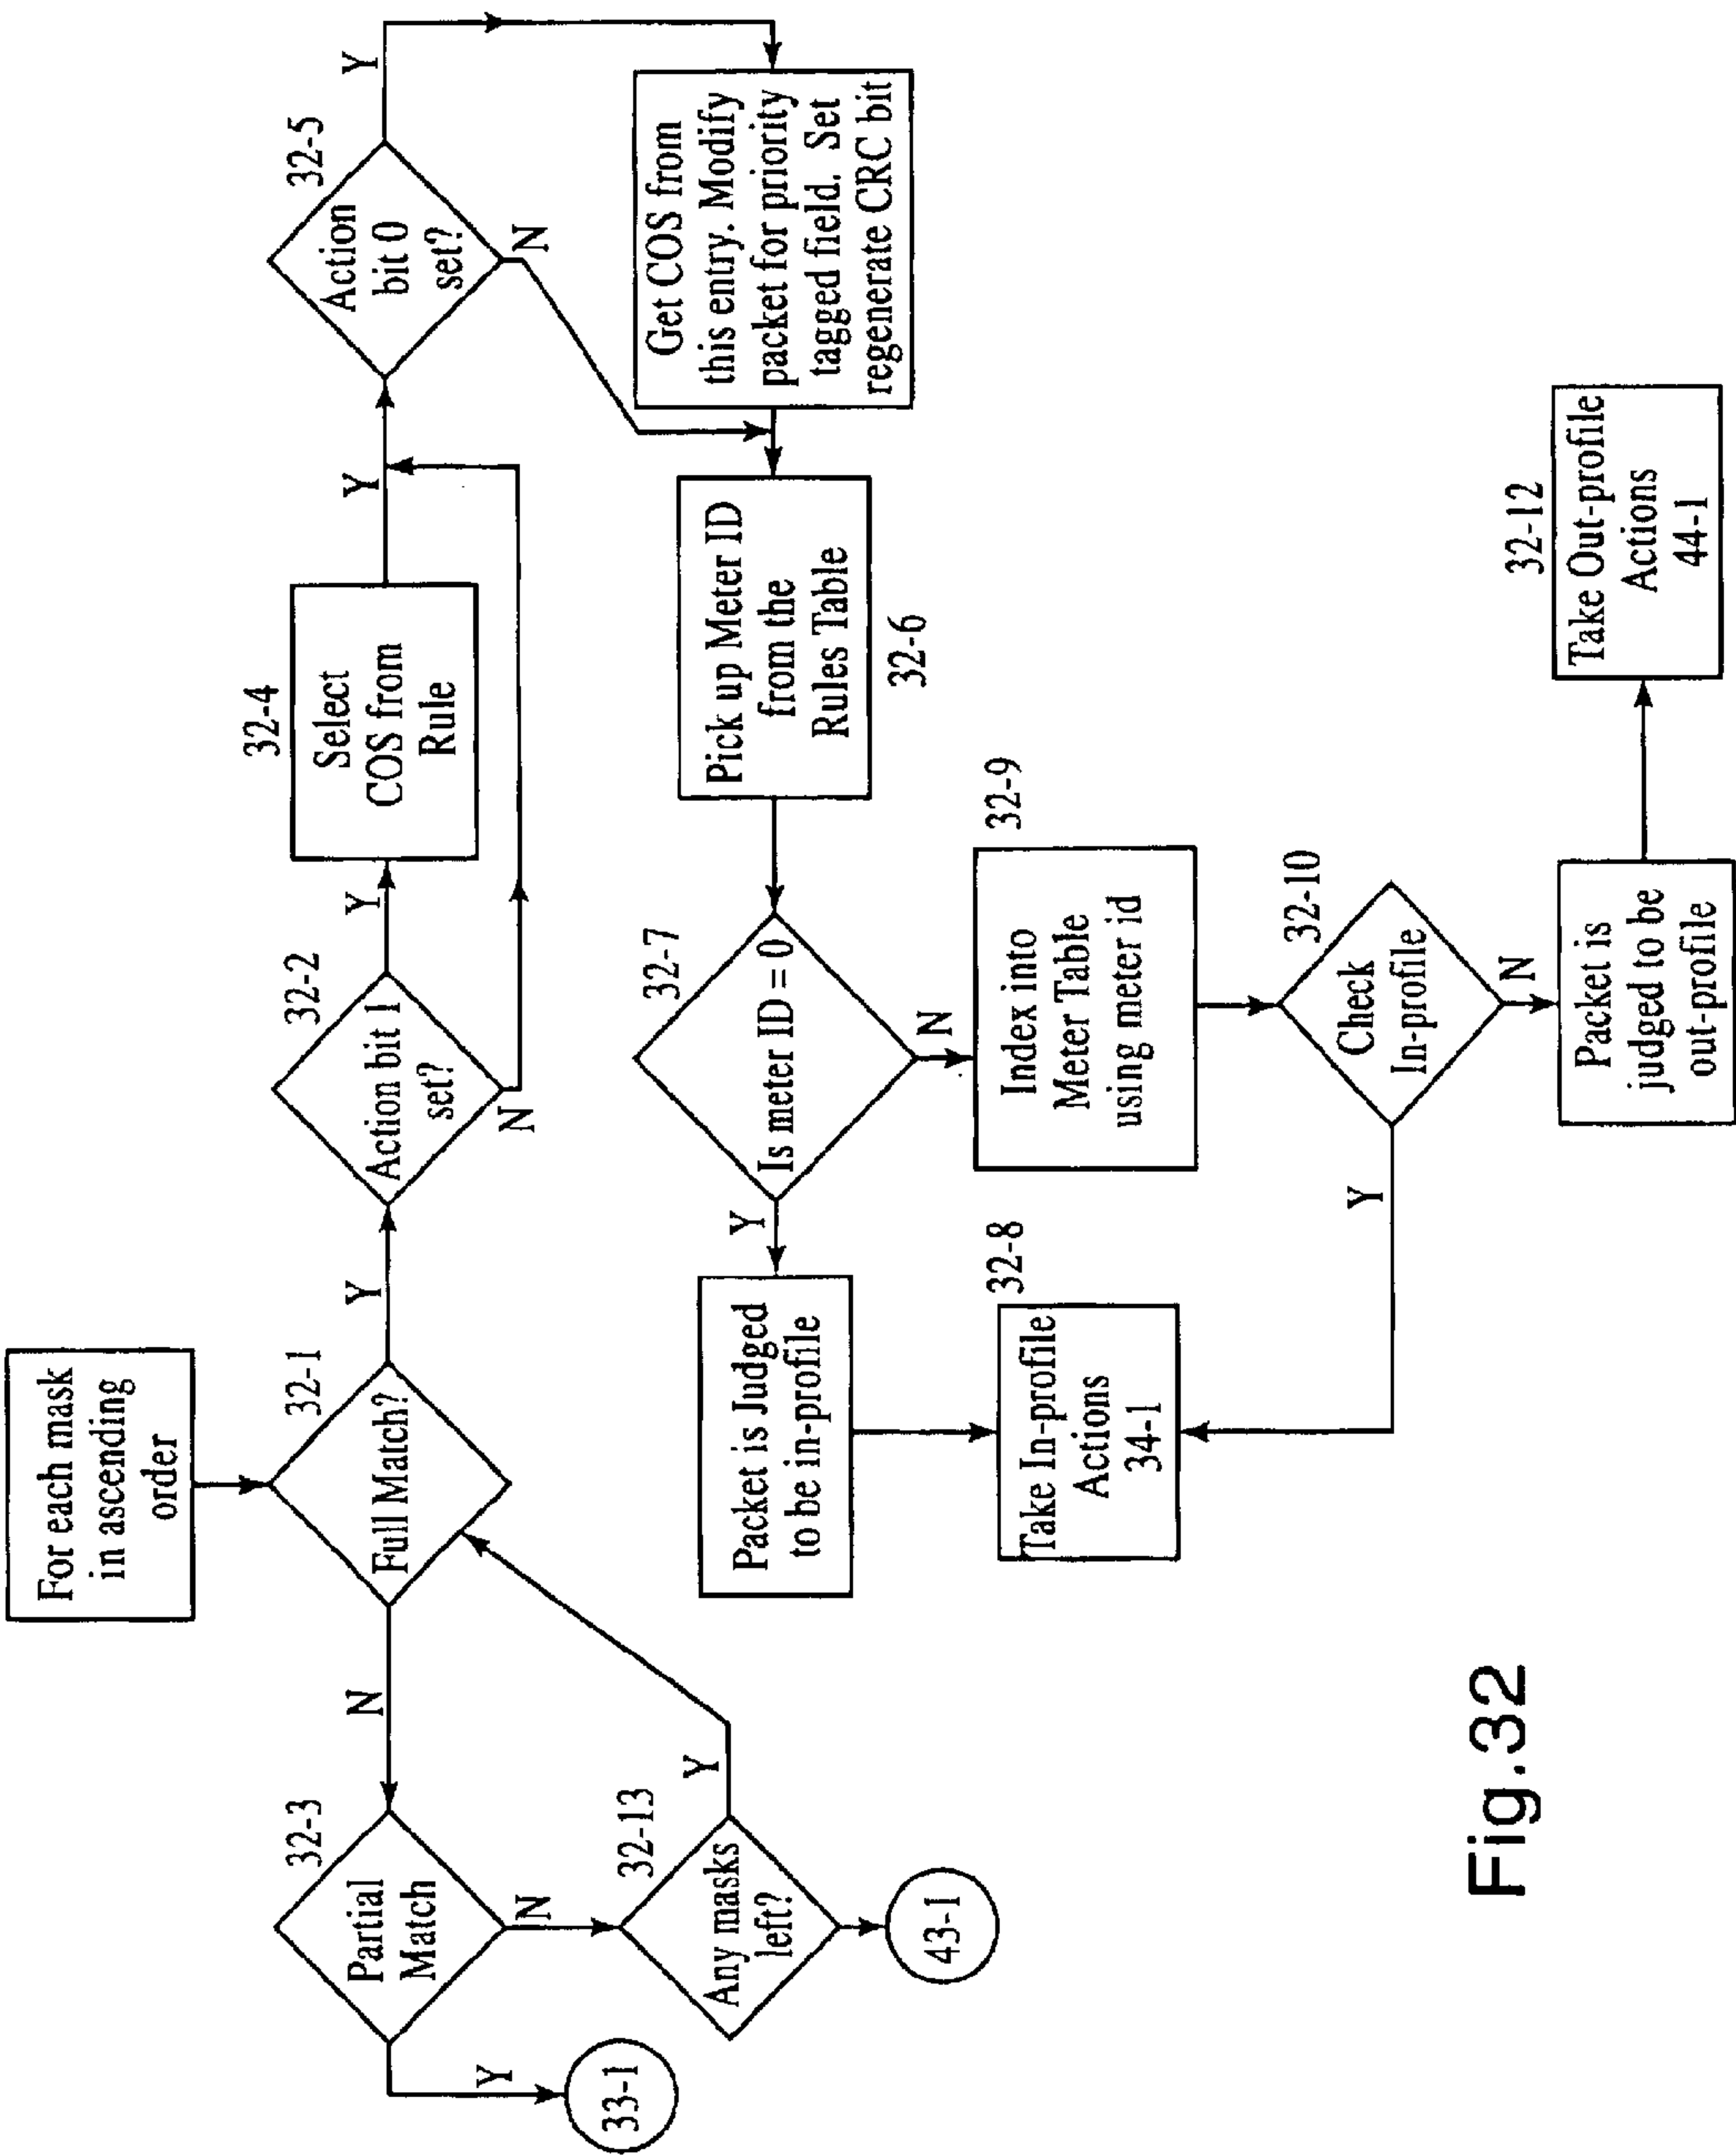 For each mask
in ascending
order
32-1
Full Match?
Y
N
32-3
Partial
Match
Y
33-1
N
32-13
Any masks
left?
Y
43-1
32-2
Action bit 1
set?
Y
N
32-4
Select
COS from
Rule
Y
32-5
Action
bit 0
set?
Y
N
Get COS from
this entry. Modify
packet for priority
tagged field. Set
regenerate CRC bit
Pick up Meter ID
from the
Rules Table
32-6
32-7
Is meter ID = 0
Y
N
Packet is Judged
to be in-profile
32-8
Take In-profile
Actions
34-1
32-9
Index into
Meter Table
using meter id
32-10
Check
In-profile
Y
N
Packet is
judged to be
out-profile
32-12
Take Out-profile
Actions
44-1
Fig.32